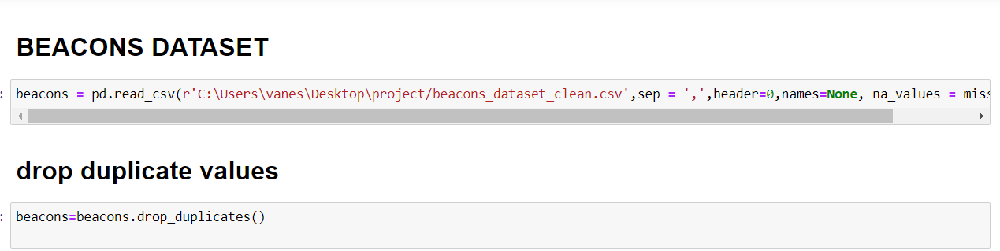 BEACONS DATASET
: beacons = pd.read_csv(r'C:\Users\vanes\Desktop\project/beacons_dataset_clean.csv',sep = ',',header=0,names=None, na_values = miss
drop duplicate values
: beacons=beacons.drop_duplicates()